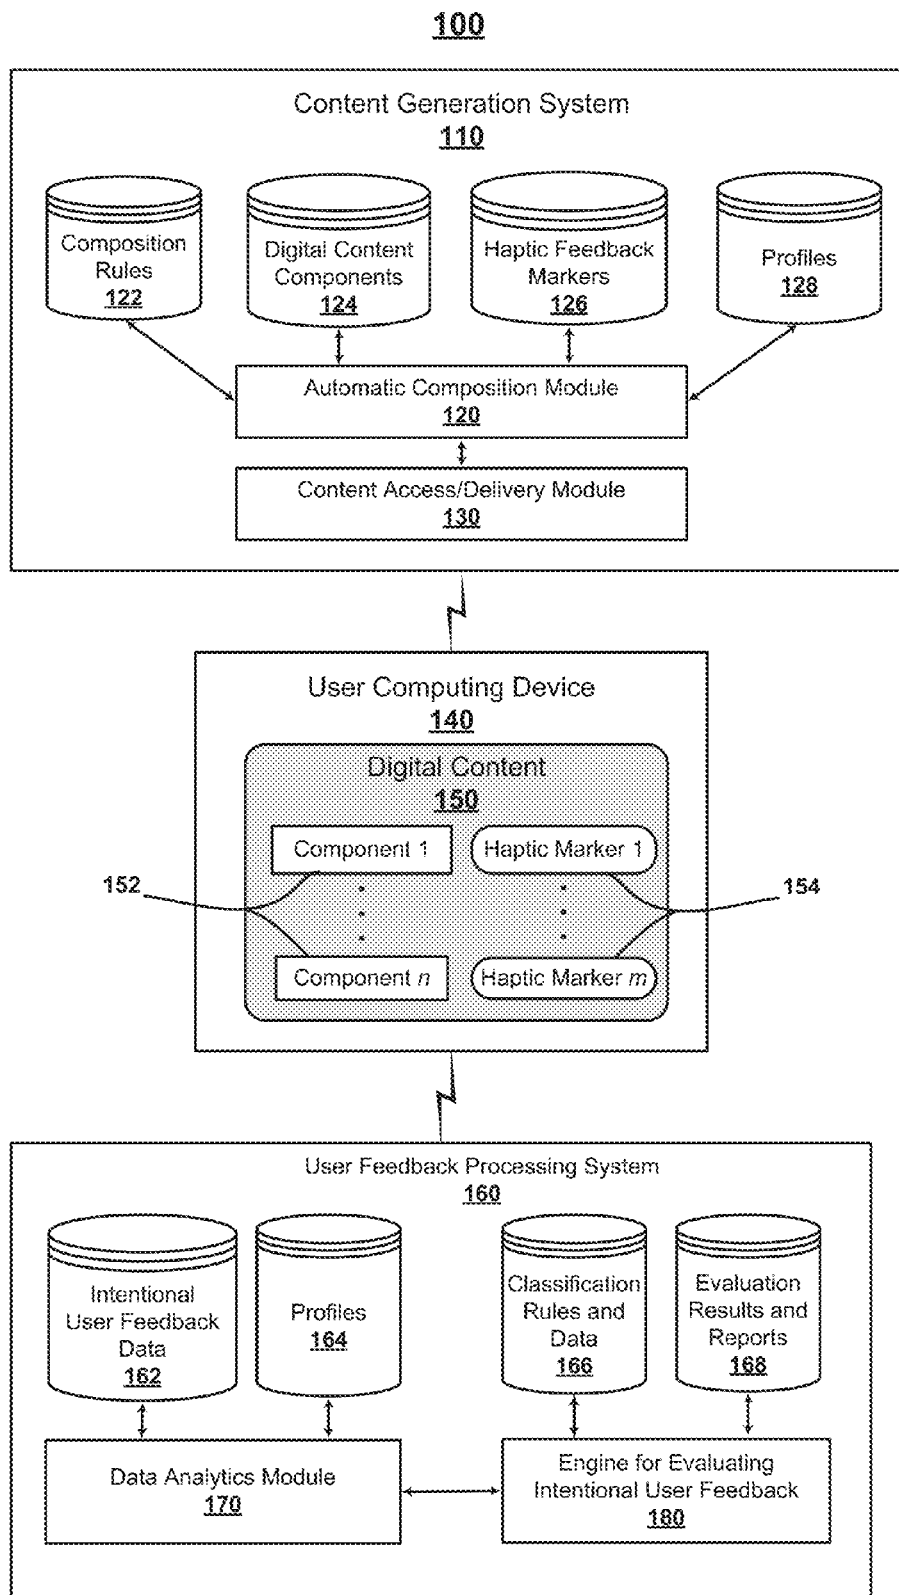 100
Content Generation System
110
Composition
Rules
122
Digital Content
Components
124
Haptic Feedback
Markers
126
Profiles
128
Automatic Composition Module
120
Content Access/Delivery Module
130
User Computing Device
140
Digital Content
150
Component 1
Haptic Marker 1
152
154
Component n
Haptic Marker m
User Feedback Processing System
160
Intentional
User Feedback
Data
162
Profiles
164
Classification
Rules and
Data
166
Evaluation
Results and
Reports
168
Data Analytics Module
170
Engine for Evaluating
Intentional User Feedback
180